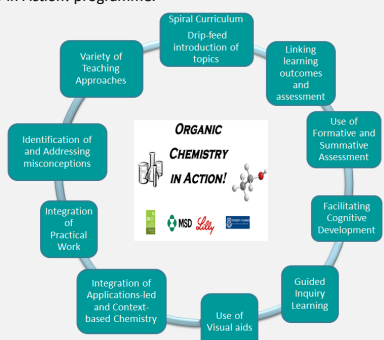 in Action! programme.
Spiral Curriculum
Drip-feed
introduction of
topics
Linking
learning
outcomes
and
assessment
Use of
Formative and
Summative
Assessment
Facilitating
Cognitive
Development
Guided
Inquiry
Learning
Use of
Visual aids
Integration of
Applications-led
and Context-
based Chemistry
Integration
of
Practical
Work
Identification of
and Addressing
misconceptions
Variety of
Teaching
Approaches
ORGANIC
CHEMISTRY
IN ACTION!
MSD
Lilly